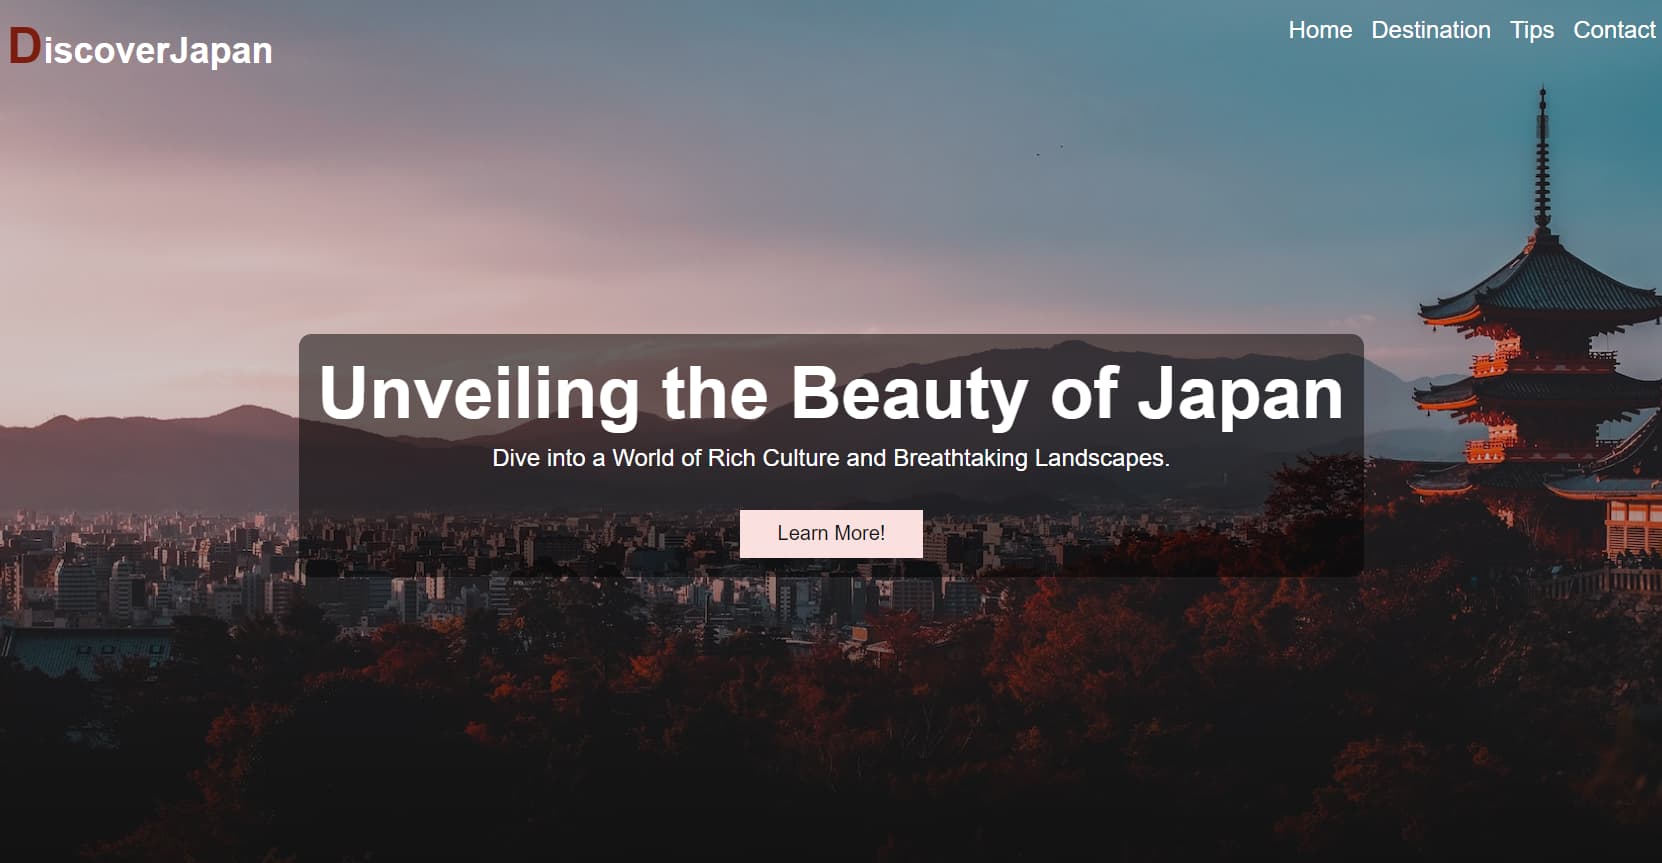 DiscoverJapan
Home Destination Tips Contact
Unveiling the Beauty of Japan
Dive into a World of Rich Culture and Breathtaking Landscapes.
Learn More!